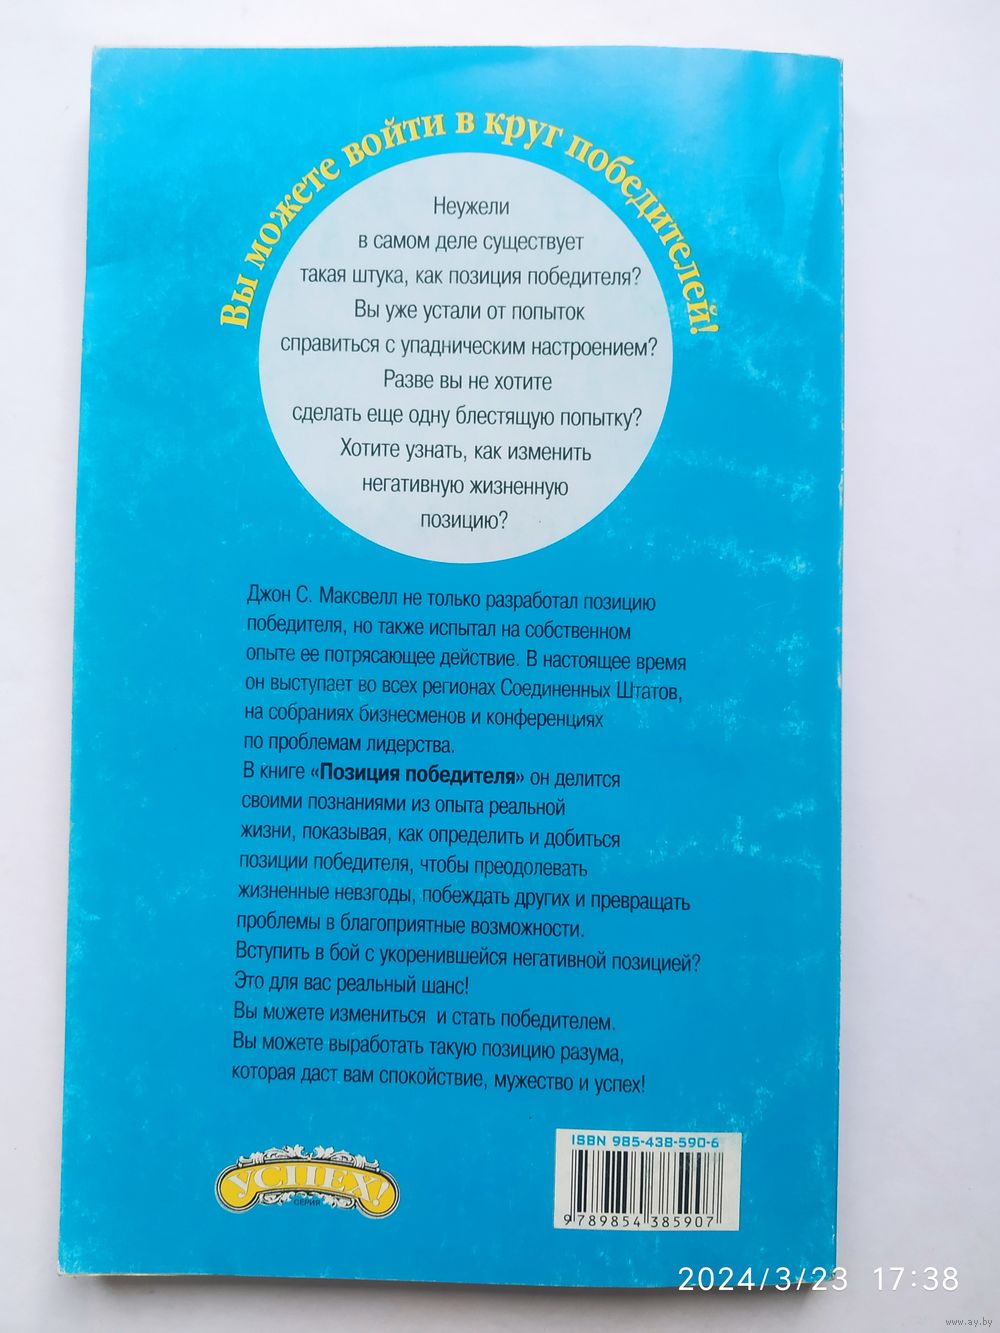 Вы можете войти в круг победителей!
Неужели
в самом деле существует
такая штука, как позиция победителя?
Вы уже устали от попыток
справиться с упадническим настроением?
Разве вы не хотите
сделать еще одну блестящую попытку?
Хотите узнать, как изменить
негативную жизненную
позицию?
Джон С. Максвелл не только разработал позицию
победителя, но также испытал на собственном
опыте ее потрясающее действие. В настоящее время
он выступает во всех регионах Соединенных Штатов,
на собраниях бизнесменов и конференциях
по проблемам лидерства.
В книге «Позиция победителя» он делится
своими познаниями из опыта реальной
жизни, показывая, как определить и добиться
позиции победителя, чтобы преодолевать
жизненные невзгоды, побеждать других и превращать
проблемы в благоприятные возможности.
Вступить в бой с укоренившейся негативной позицией?
Это для вас реальный шанс!
Вы можете измениться и стать победителем.
Вы можете выработать такую позицию разума,
которая даст вам спокойствие, мужество и успех!
УСПЕХ!
СЕРИЯ
ISBN 985-438-590-6
9 789854 385907
2024/3/23 17:38
www.ay.by